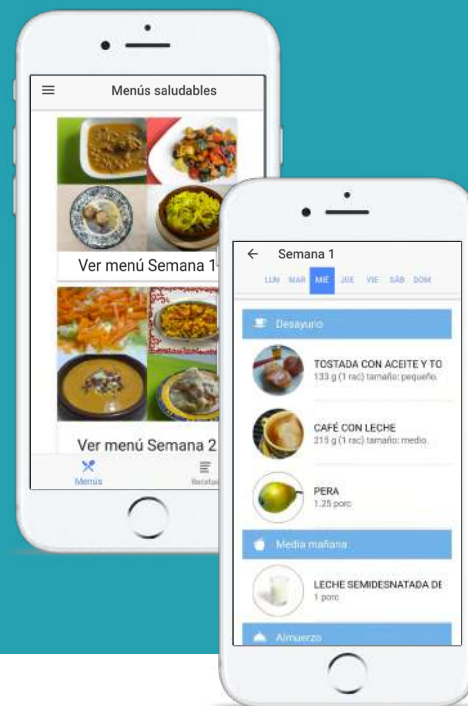 Menús saludables
Ver menú Semana 1
Ver menú Semana 2
Menús
Semana 1
LUN MAR MIÉ JUE VIE SÁB DOM
Desayuno
TOSTADA CON ACEITE Y TO
133 g (1 rac) tamaño: pequeño.
CAFÉ CON LECHE
215 g (1 rac) tamaño: medio.
PERA
1.25 porc
Media mañana
LECHE SEMIDESNATADA DE
1 porc
Almuerzo